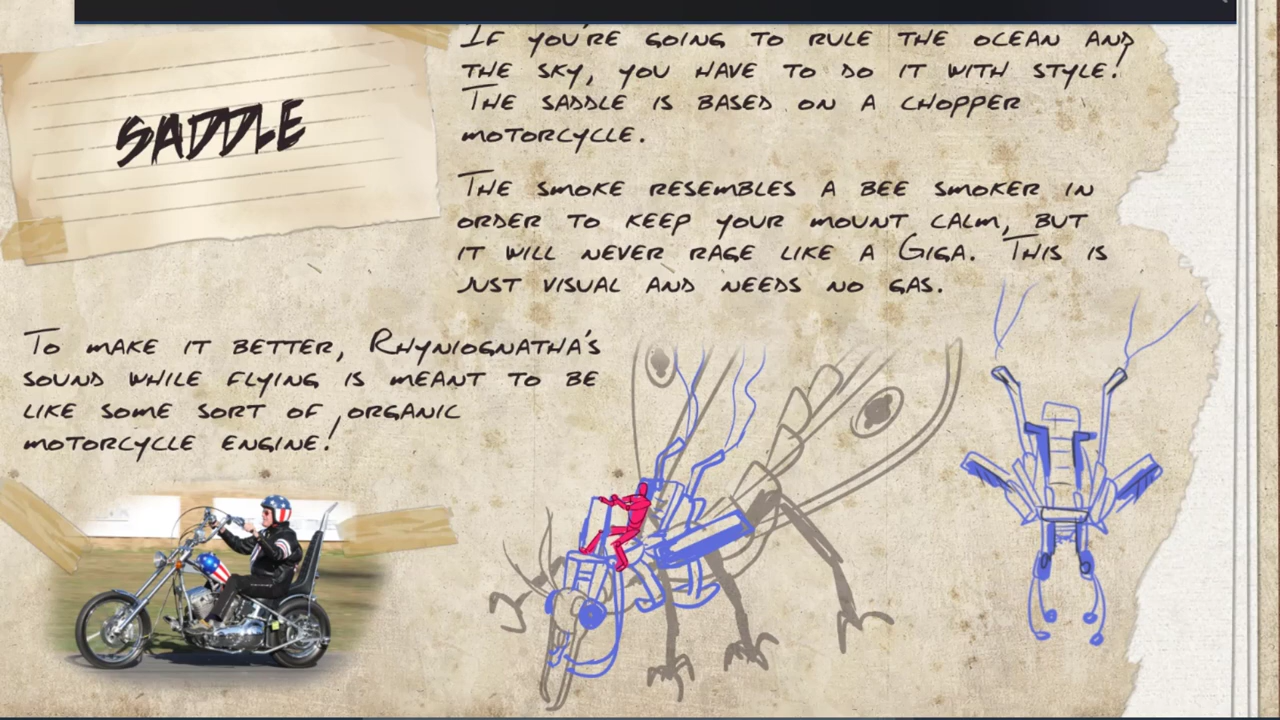 SADDLE
IF YOU'RE GOING TO RULE THE OCEAN AND
THE SKY, YOU HAVE TO DO IT WITH STYLE!
THE SADDLE IS BASED ON A CHOPPER
MOTORCYCLE.
THE SMOKE RESEMBLES A BEE SMOKER IN
ORDER TO KEEP YOUR MOUNT CALM, BUT
IT WILL NEVER RAGE LIKE A GIGA. THIS IS
JUST VISUAL AND NEEDS NO GAS.
TO MAKE IT BETTER, RHYNIOGNATHA'S
SOUND WHILE FLYING IS MEANT TO BE
LIKE SOME SORT OF ORGANIC
MOTORCYCLE ENGINE!